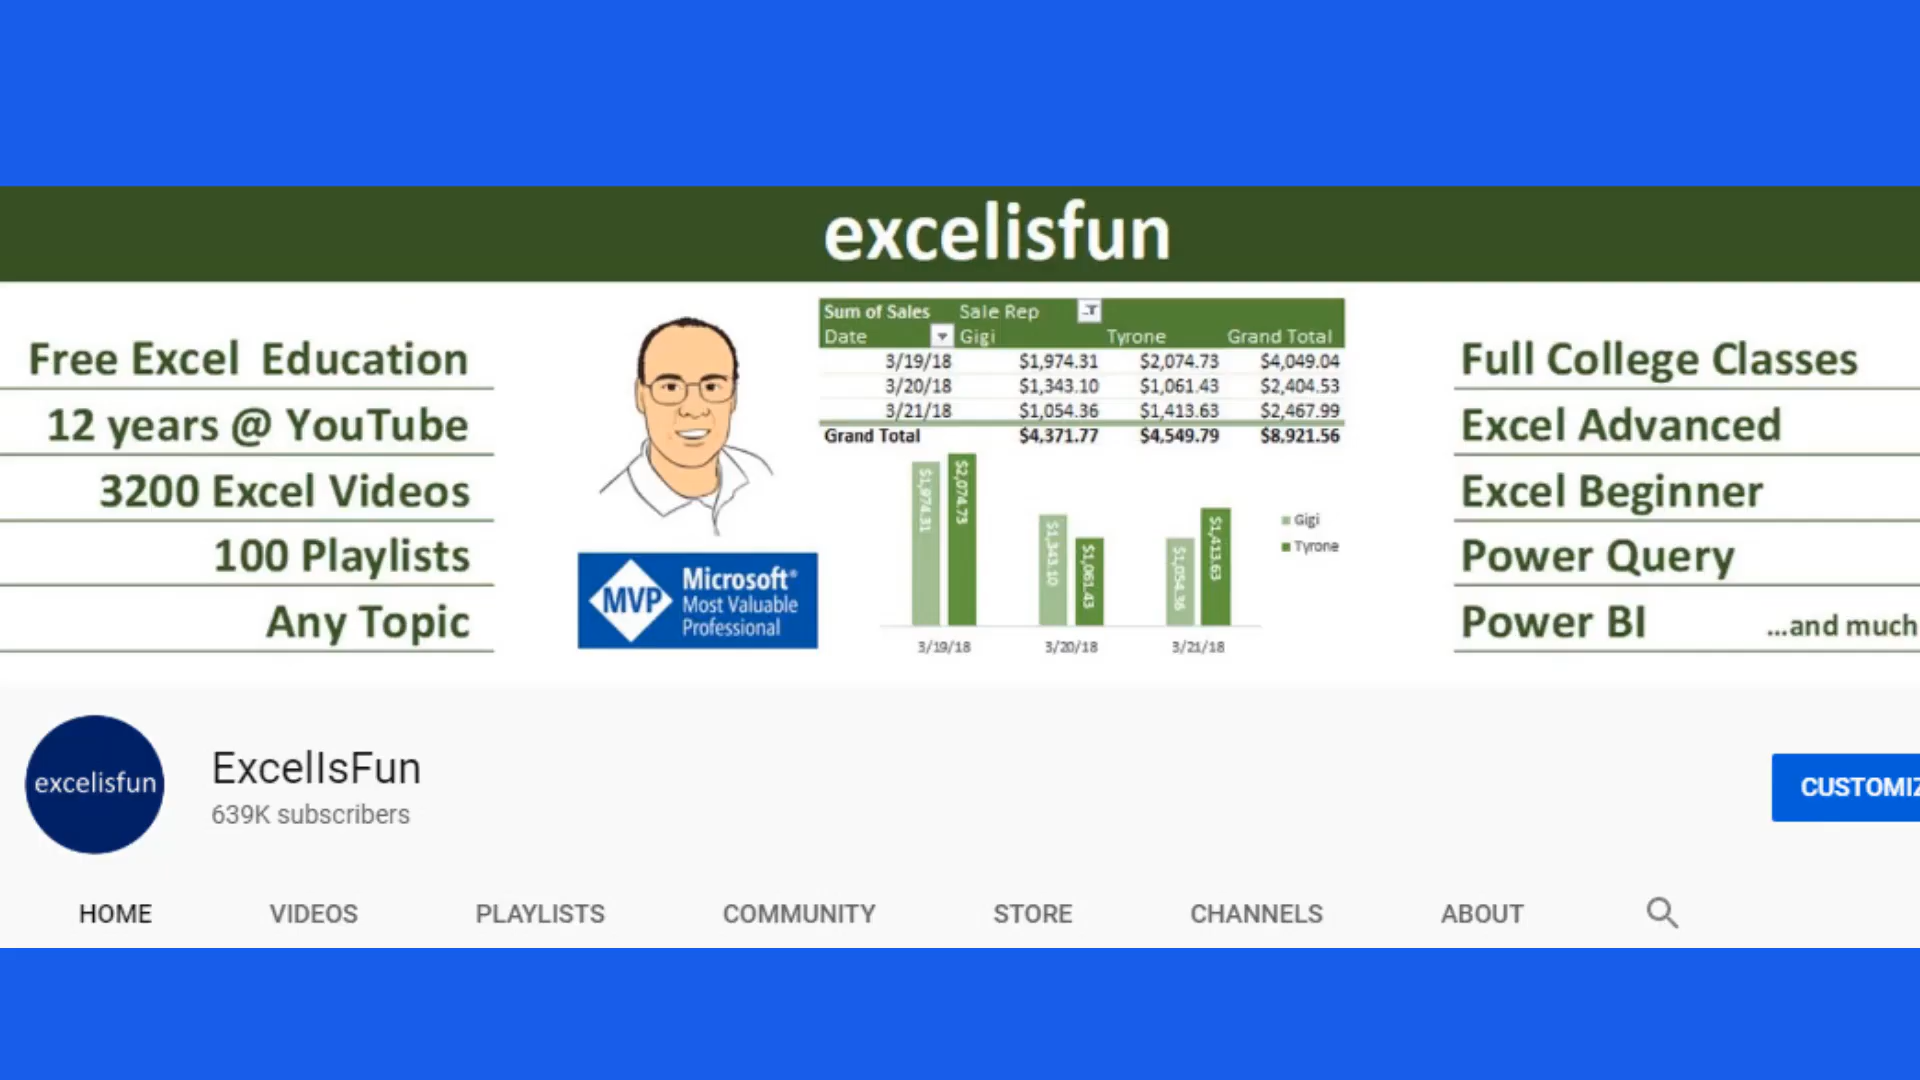 excelisfun
Free Excel Education
12 years @ YouTube
3200 Excel Videos
100 Playlists
Any Topic
MVP
Microsoft®
Most Valuable
Professional
Sum of Sales Sale Rep
Date Gigi Tyrone Grand Total
3/19/18 $1,974.31 $2,074.73 $4,049.04
3/20/18 $1,343.10 $1,061.43 $2,404.53
3/21/18 $1,054.36 $1,413.63 $2,467.99
Grand Total $4,371.77 $4,549.79 $8,921.56
$1,974.31 $2,074.73 $1,343.10 $1,061.43 $1,054.36 $1,413.63
Gigi
Tyrone
3/19/18 3/20/18 3/21/18
Full College Classes
Excel Advanced
Excel Beginner
Power Query
Power BI ...and much
excelisfun
ExcelIsFun
639K subscribers
CUSTOMIZ
HOME VIDEOS PLAYLISTS COMMUNITY STORE CHANNELS ABOUT